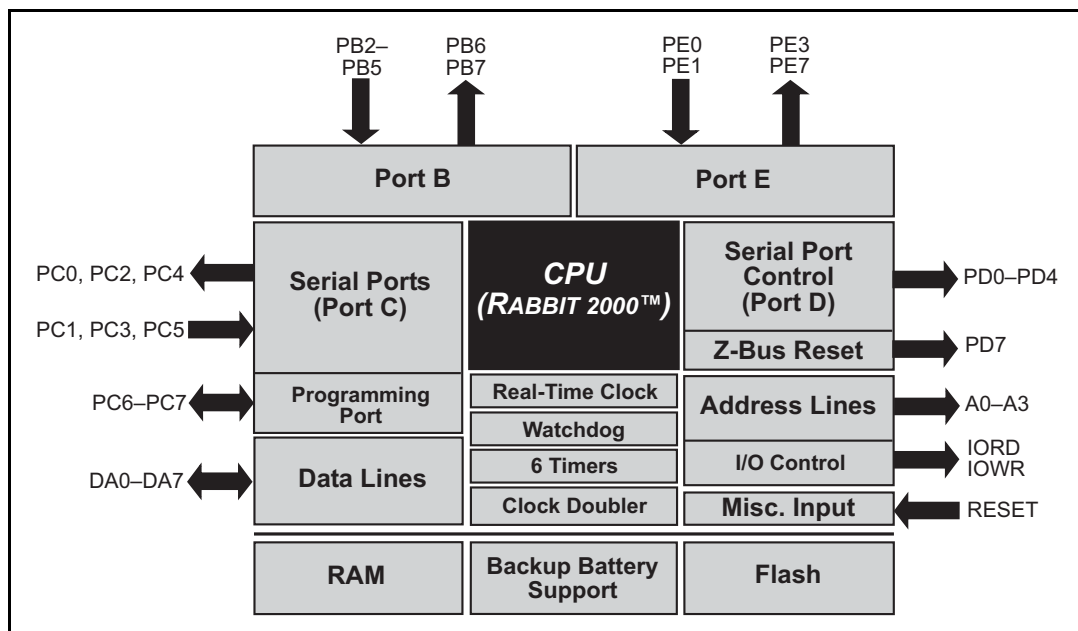 PB2–
PB5
PB6
PB7
PE0
PE1
PE3
PE7
Port B
Port E
PC0, PC2, PC4
PC1, PC3, PC5
Serial Ports
(Port C)
CPU
(RABBIT 2000™)
Serial Port
Control
(Port D)
PD0–PD4
Z-Bus Reset
PD7
PC6–PC7
Programming
Port
Real-Time Clock
Address Lines
A0–A3
Watchdog
DA0–DA7
Data Lines
6 Timers
I/O Control
IORD
IOWR
Clock Doubler
Misc. Input
RESET
RAM
Backup Battery
Support
Flash